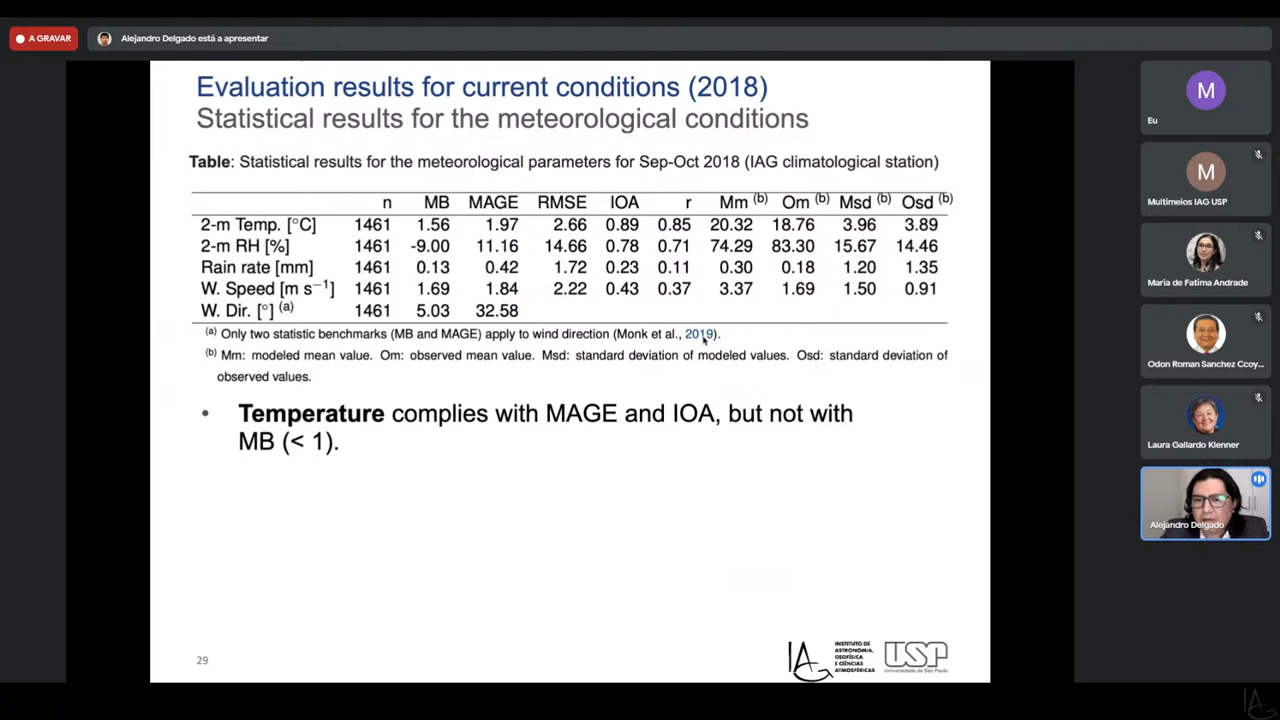 A GRAVAR
Alejandro Delgado está a apresentar
Evaluation results for current conditions (2018)
Statistical results for the meteorological conditions
Table: Statistical results for the meteorological parameters for Sep-Oct 2018 (IAG climatological station)
n MB MAGE RMSE IOA r Mm (b) Om (b) Msd (b) Osd (b)
2-m Temp. [°C] 1461 1.56 1.97 2.66 0.89 0.85 20.32 18.76 3.96 3.89
2-m RH [%] 1461 -9.00 11.16 14.66 0.78 0.71 74.29 83.30 15.67 14.46
Rain rate [mm] 1461 0.13 0.42 1.72 0.23 0.11 0.30 0.18 1.20 1.35
W. Speed [m s−1] 1461 1.69 1.84 2.22 0.43 0.37 3.37 1.69 1.50 0.91
W. Dir. [°] (a) 1461 5.03 32.58
(a) Only two statistic benchmarks (MB and MAGE) apply to wind direction (Monk et al., 2019).
(b) Mm: modeled mean value. Om: observed mean value. Msd: standard deviation of modeled values. Osd: standard deviation of
observed values.
• Temperature complies with MAGE and IOA, but not with
MB (< 1).
29
IAG
INSTITUTO DE
ASTRONOMIA,
GEOFÍSICA
E CIÊNCIAS
ATMOSFÉRICAS
USP
Universidade de São Paulo
M
Eu
M
Multimeios IAG USP
Maria de Fatima Andrade
Odon Roman Sanchez Ccoy...
Laura Gallardo Klenner
Alejandro Delgado